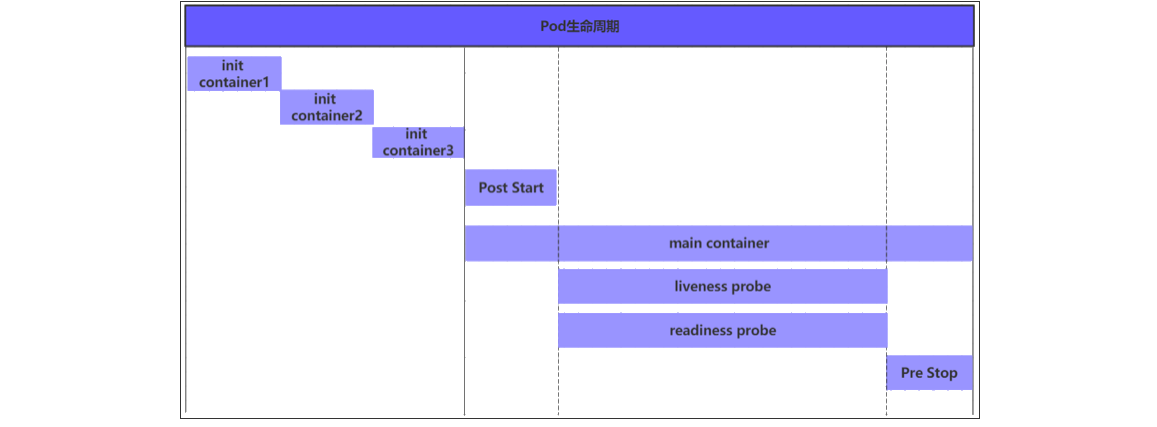 Pod生命周期
init
container1
init
container2
init
container3
Post Start
main container
liveness probe
readiness probe
Pre Stop